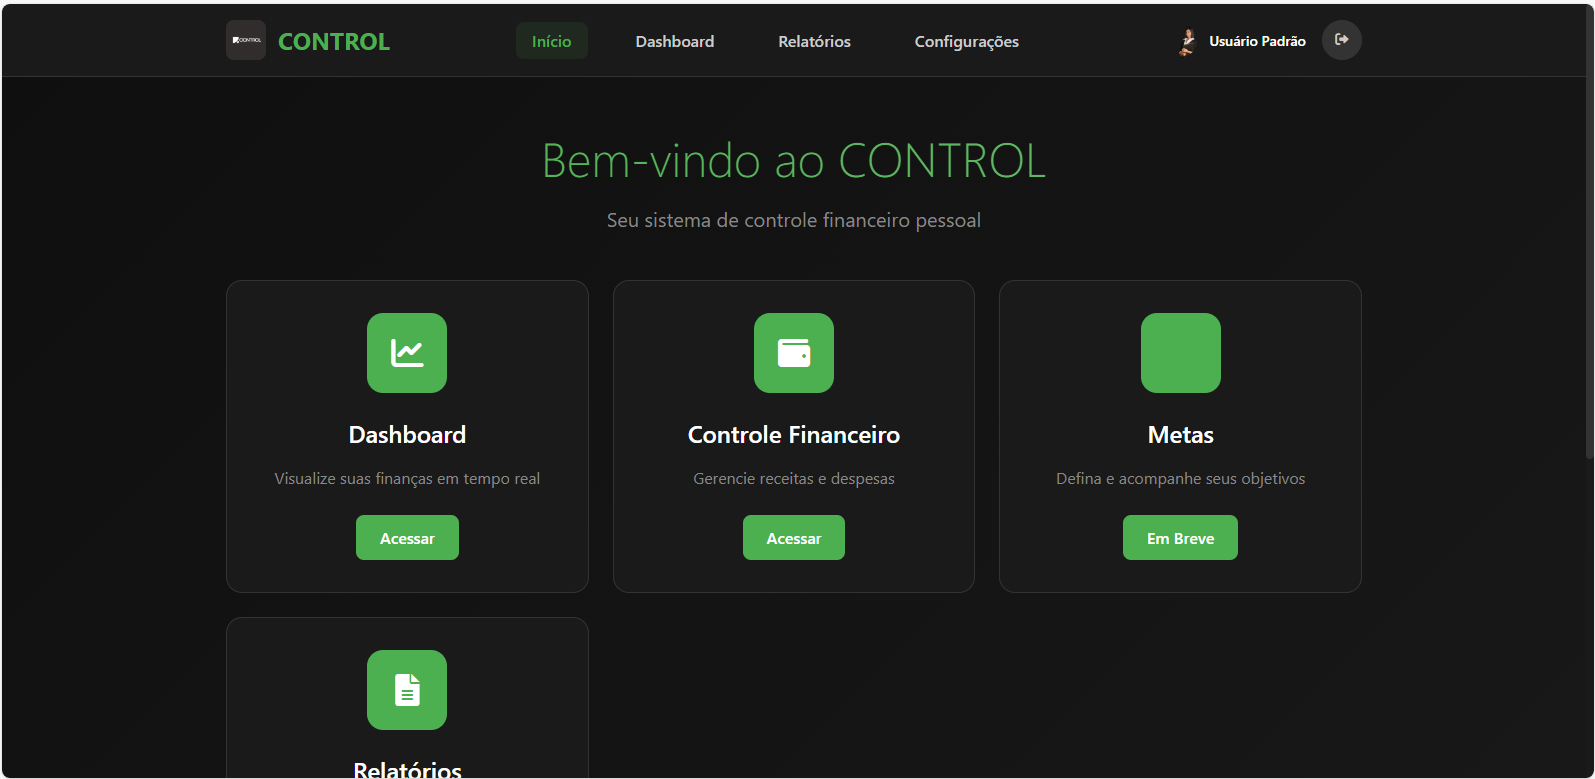 CONTROL
CONTROL
Início
Dashboard
Relatórios
Configurações
Usuário Padrão
Bem-vindo ao CONTROL
Seu sistema de controle financeiro pessoal
Dashboard
Visualize suas finanças em tempo real
Acessar
Controle Financeiro
Gerencie receitas e despesas
Acessar
Metas
Defina e acompanhe seus objetivos
Em Breve
Relatórios